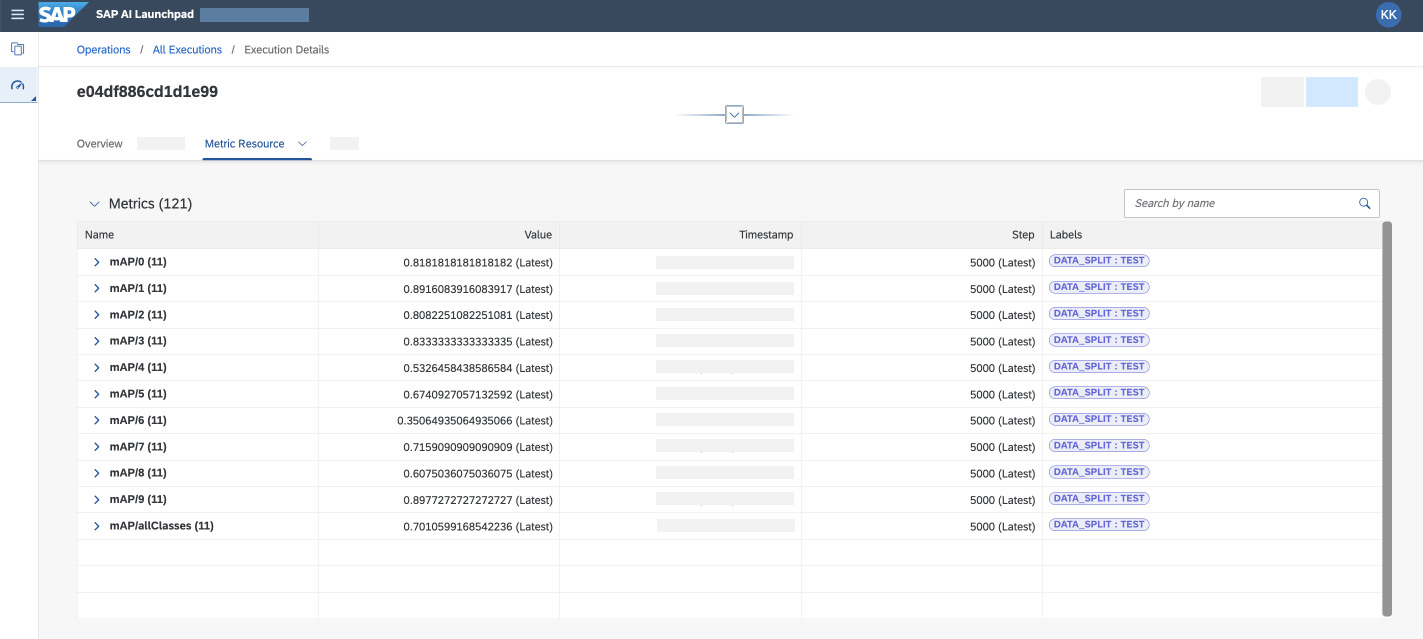 SAP SAP AI Launchpad KK
Operations / All Executions / Execution Details
e04df886cd1d1e99
Overview Metric Resource
Metrics (121) Search by name
Name Value Timestamp Step Labels
mAP/0 (11) 0.8181818181818182 (Latest) 5000 (Latest) DATA_SPLIT : TEST
mAP/1 (11) 0.8916083916083917 (Latest) 5000 (Latest) DATA_SPLIT : TEST
mAP/2 (11) 0.8082251082251081 (Latest) 5000 (Latest) DATA_SPLIT : TEST
mAP/3 (11) 0.8333333333333335 (Latest) 5000 (Latest) DATA_SPLIT : TEST
mAP/4 (11) 0.5326458438586584 (Latest) 5000 (Latest) DATA_SPLIT : TEST
mAP/5 (11) 0.6740927057132592 (Latest) 5000 (Latest) DATA_SPLIT : TEST
mAP/6 (11) 0.35064935064935066 (Latest) 5000 (Latest) DATA_SPLIT : TEST
mAP/7 (11) 0.7159090909090909 (Latest) 5000 (Latest) DATA_SPLIT : TEST
mAP/8 (11) 0.6075036075036075 (Latest) 5000 (Latest) DATA_SPLIT : TEST
mAP/9 (11) 0.8977272727272727 (Latest) 5000 (Latest) DATA_SPLIT : TEST
mAP/allClasses (11) 0.7010599168542236 (Latest) 5000 (Latest) DATA_SPLIT : TEST